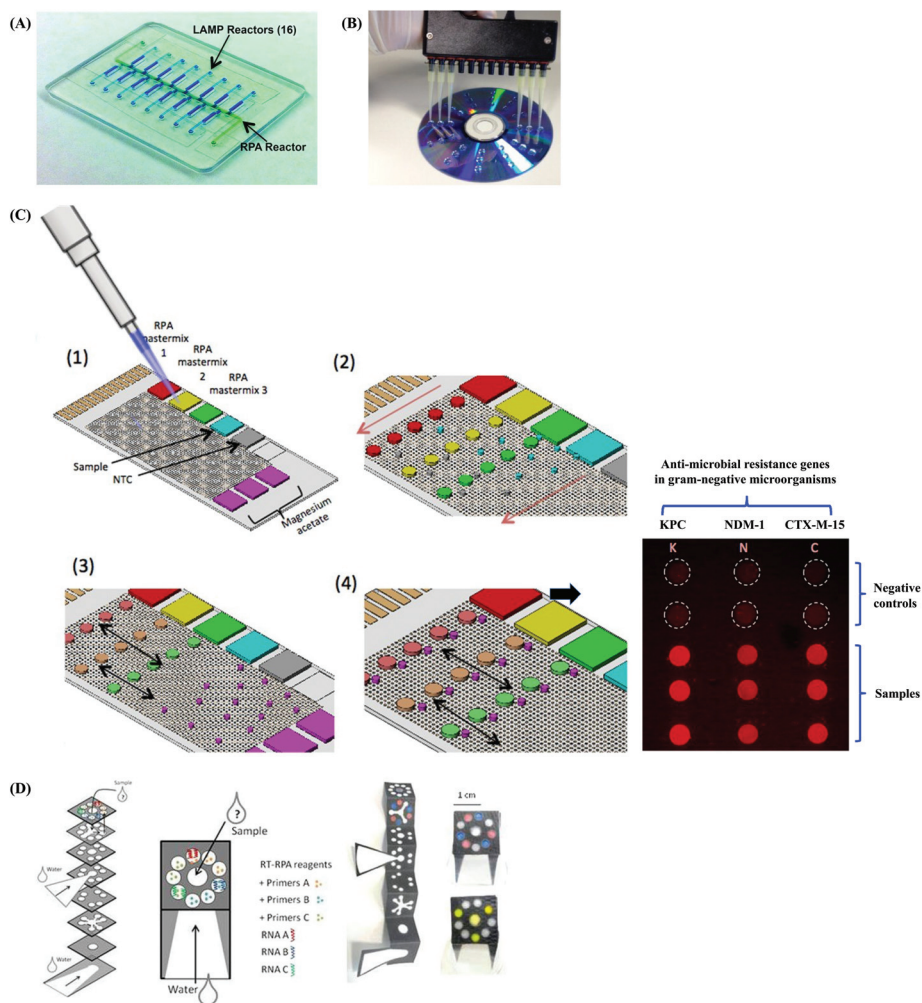 (A)
LAMP Reactors (16)
RPA Reactor
(B)
(C)
(1)
RPA
mastermix
1
RPA
mastermix
2
RPA
mastermix 3
Sample
NTC
Magnesium
acetate
(2)
(3)
(4)
Anti-microbial resistance genes
in gram-negative microorganisms
KPC
NDM-1
CTX-M-15
K
N
C
Negative
controls
Samples
(D)
Sample
?
Water
Water
?
Sample
Water
RT-RPA reagents
+ Primers A
+ Primers B
+ Primers C
RNA A
RNA B
RNA C
1 cm